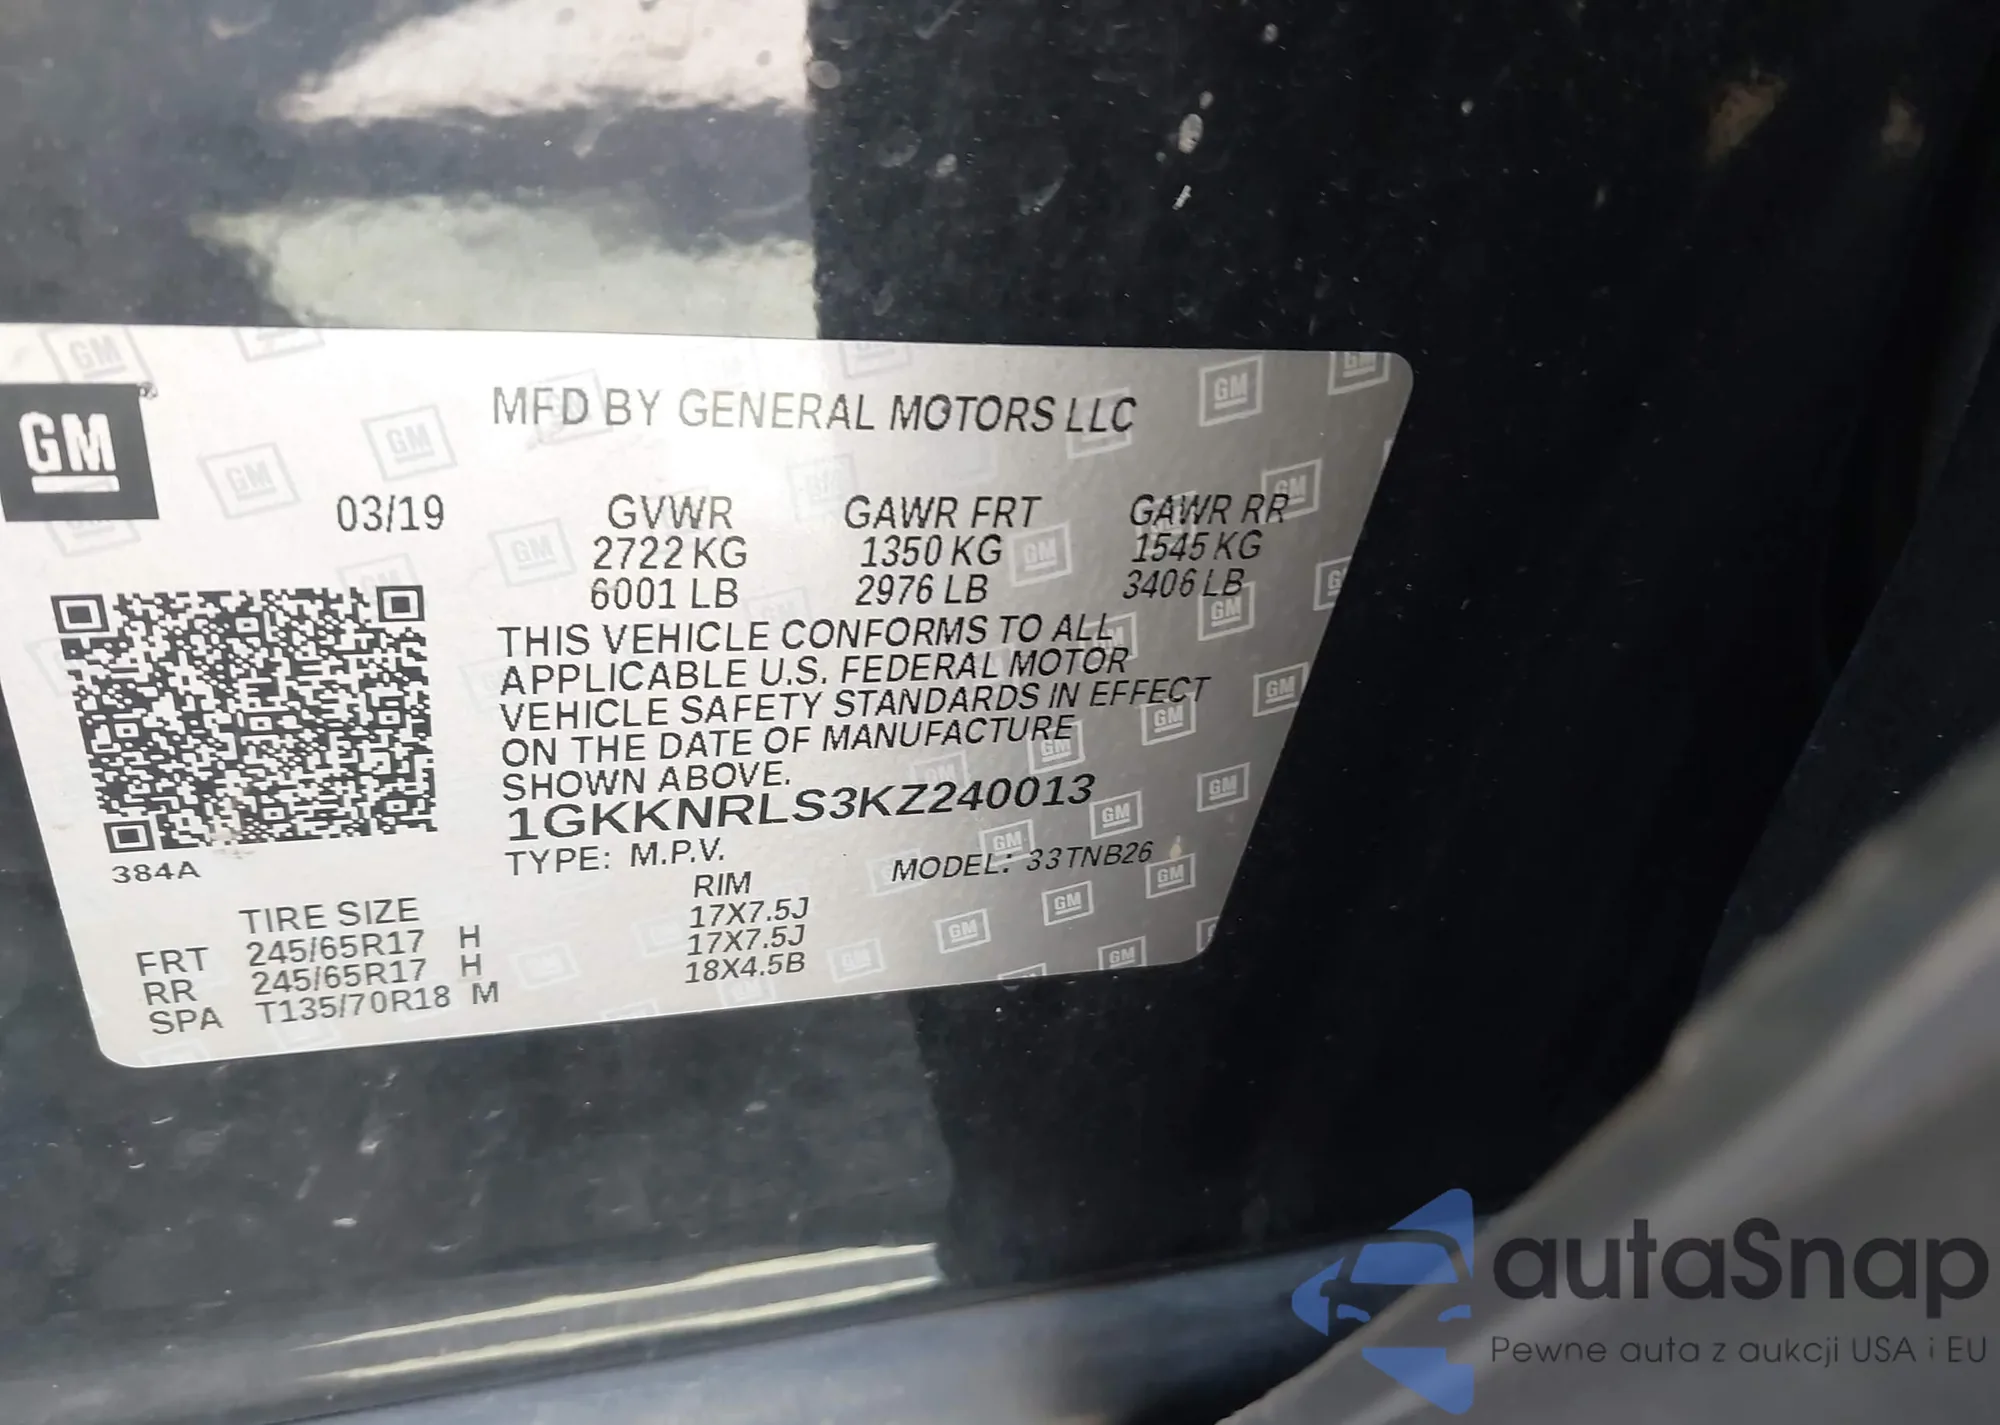 GM
MFD BY GENERAL MOTORS LLC
03/19 GVWR GAWR FRT GAWR RR
2722 KG 1350 KG 1545 KG
6001 LB 2976 LB 3406 LB
THIS VEHICLE CONFORMS TO ALL
APPLICABLE U.S. FEDERAL MOTOR
VEHICLE SAFETY STANDARDS IN EFFECT
ON THE DATE OF MANUFACTURE
SHOWN ABOVE.
1GKKNRLS3KZ240013
TYPE: M.P.V. MODEL: 33TNB26
384A
TIRE SIZE RIM
FRT 245/65R17 H 17X7.5J
RR 245/65R17 H 17X7.5J
SPA T135/70R18 M 18X4.5B
autaSnap
Pewne auta z aukcji USA i EU